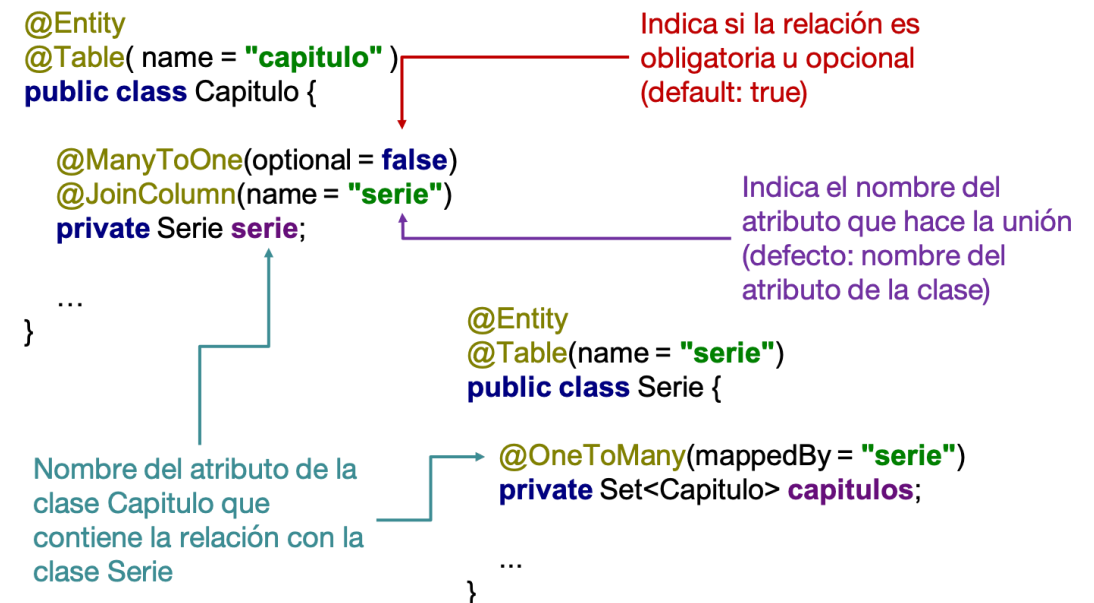 @Entity
@Table( name = "capitulo" )
public class Capitulo {
@ManyToOne(optional = false)
@JoinColumn(name = "serie")
private Serie serie;
...
}
Indica si la relación es
obligatoria u opcional
(default: true)
Indica el nombre del
atributo que hace la unión
(defecto: nombre del
atributo de la clase)
@Entity
@Table(name = "serie")
public class Serie {
@OneToMany(mappedBy = "serie")
private Set<Capitulo> capitulos;
...
}
Nombre del atributo de la
clase Capitulo que
contiene la relación con la
clase Serie